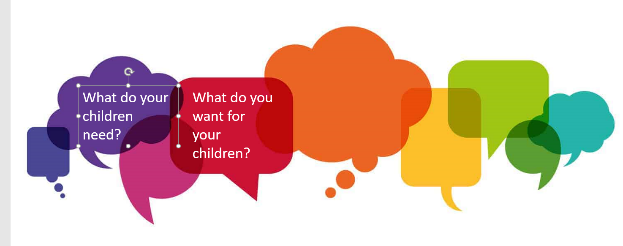 What do your
children
need?
What do you
want for
your
children?